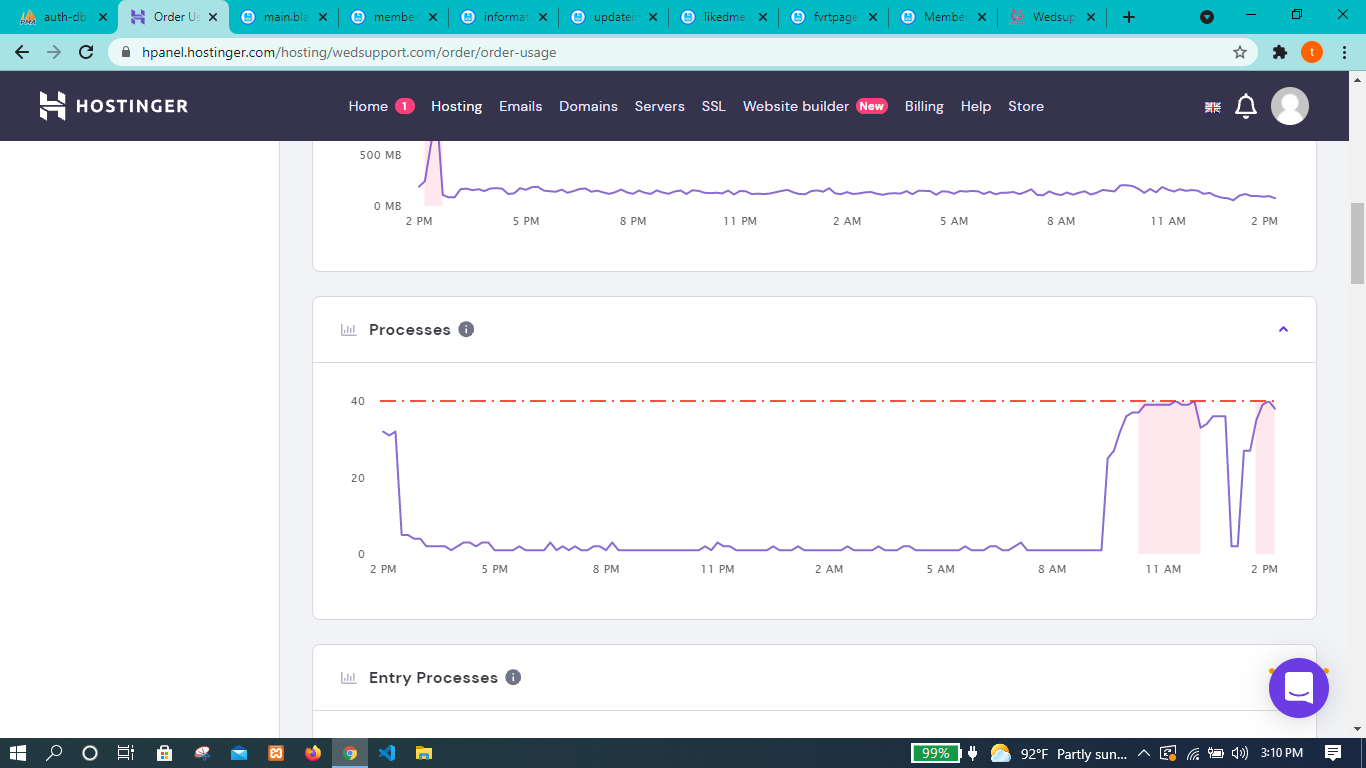 auth-db
Order Us
main.bla
member
informat
updatein
likedme.
fvrtpage
Member
Wedsup
hpanel.hostinger.com/hosting/wedsupport.com/order/order-usage
t
HOSTINGER
Home 1 Hosting Emails Domains Servers SSL Website builder New Billing Help Store
500 MB
0 MB
2 PM 5 PM 8 PM 11 PM 2 AM 5 AM 8 AM 11 AM 2 PM
Processes
40
20
0
2 PM 5 PM 8 PM 11 PM 2 AM 5 AM 8 AM 11 AM 2 PM
Entry Processes
99% 92°F Partly sun... 3:10 PM